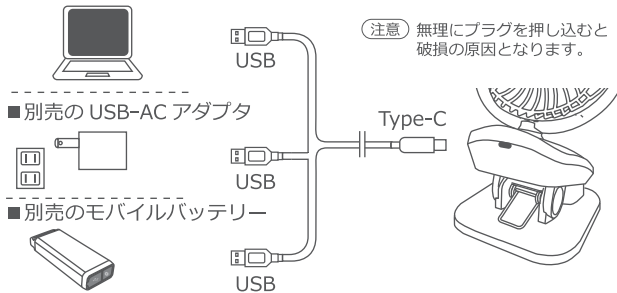 USB
注意 無理にプラグを押し込むと
破損の原因となります。
■別売の USB-AC アダプタ
Type-C
USB
■別売のモバイルバッテリー
USB